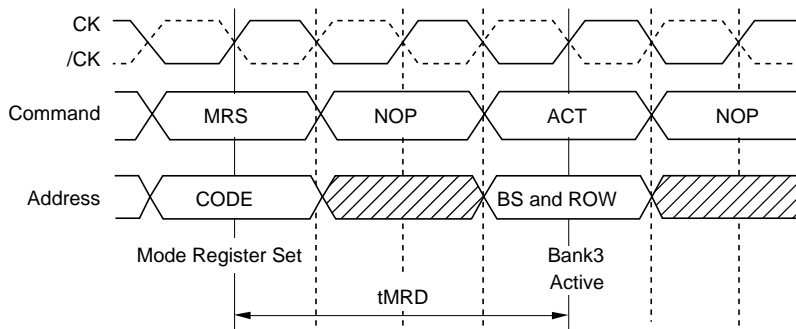 CK
/CK
Command MRS NOP ACT NOP
Address CODE BS and ROW
Mode Register Set Bank3
Active
tMRD